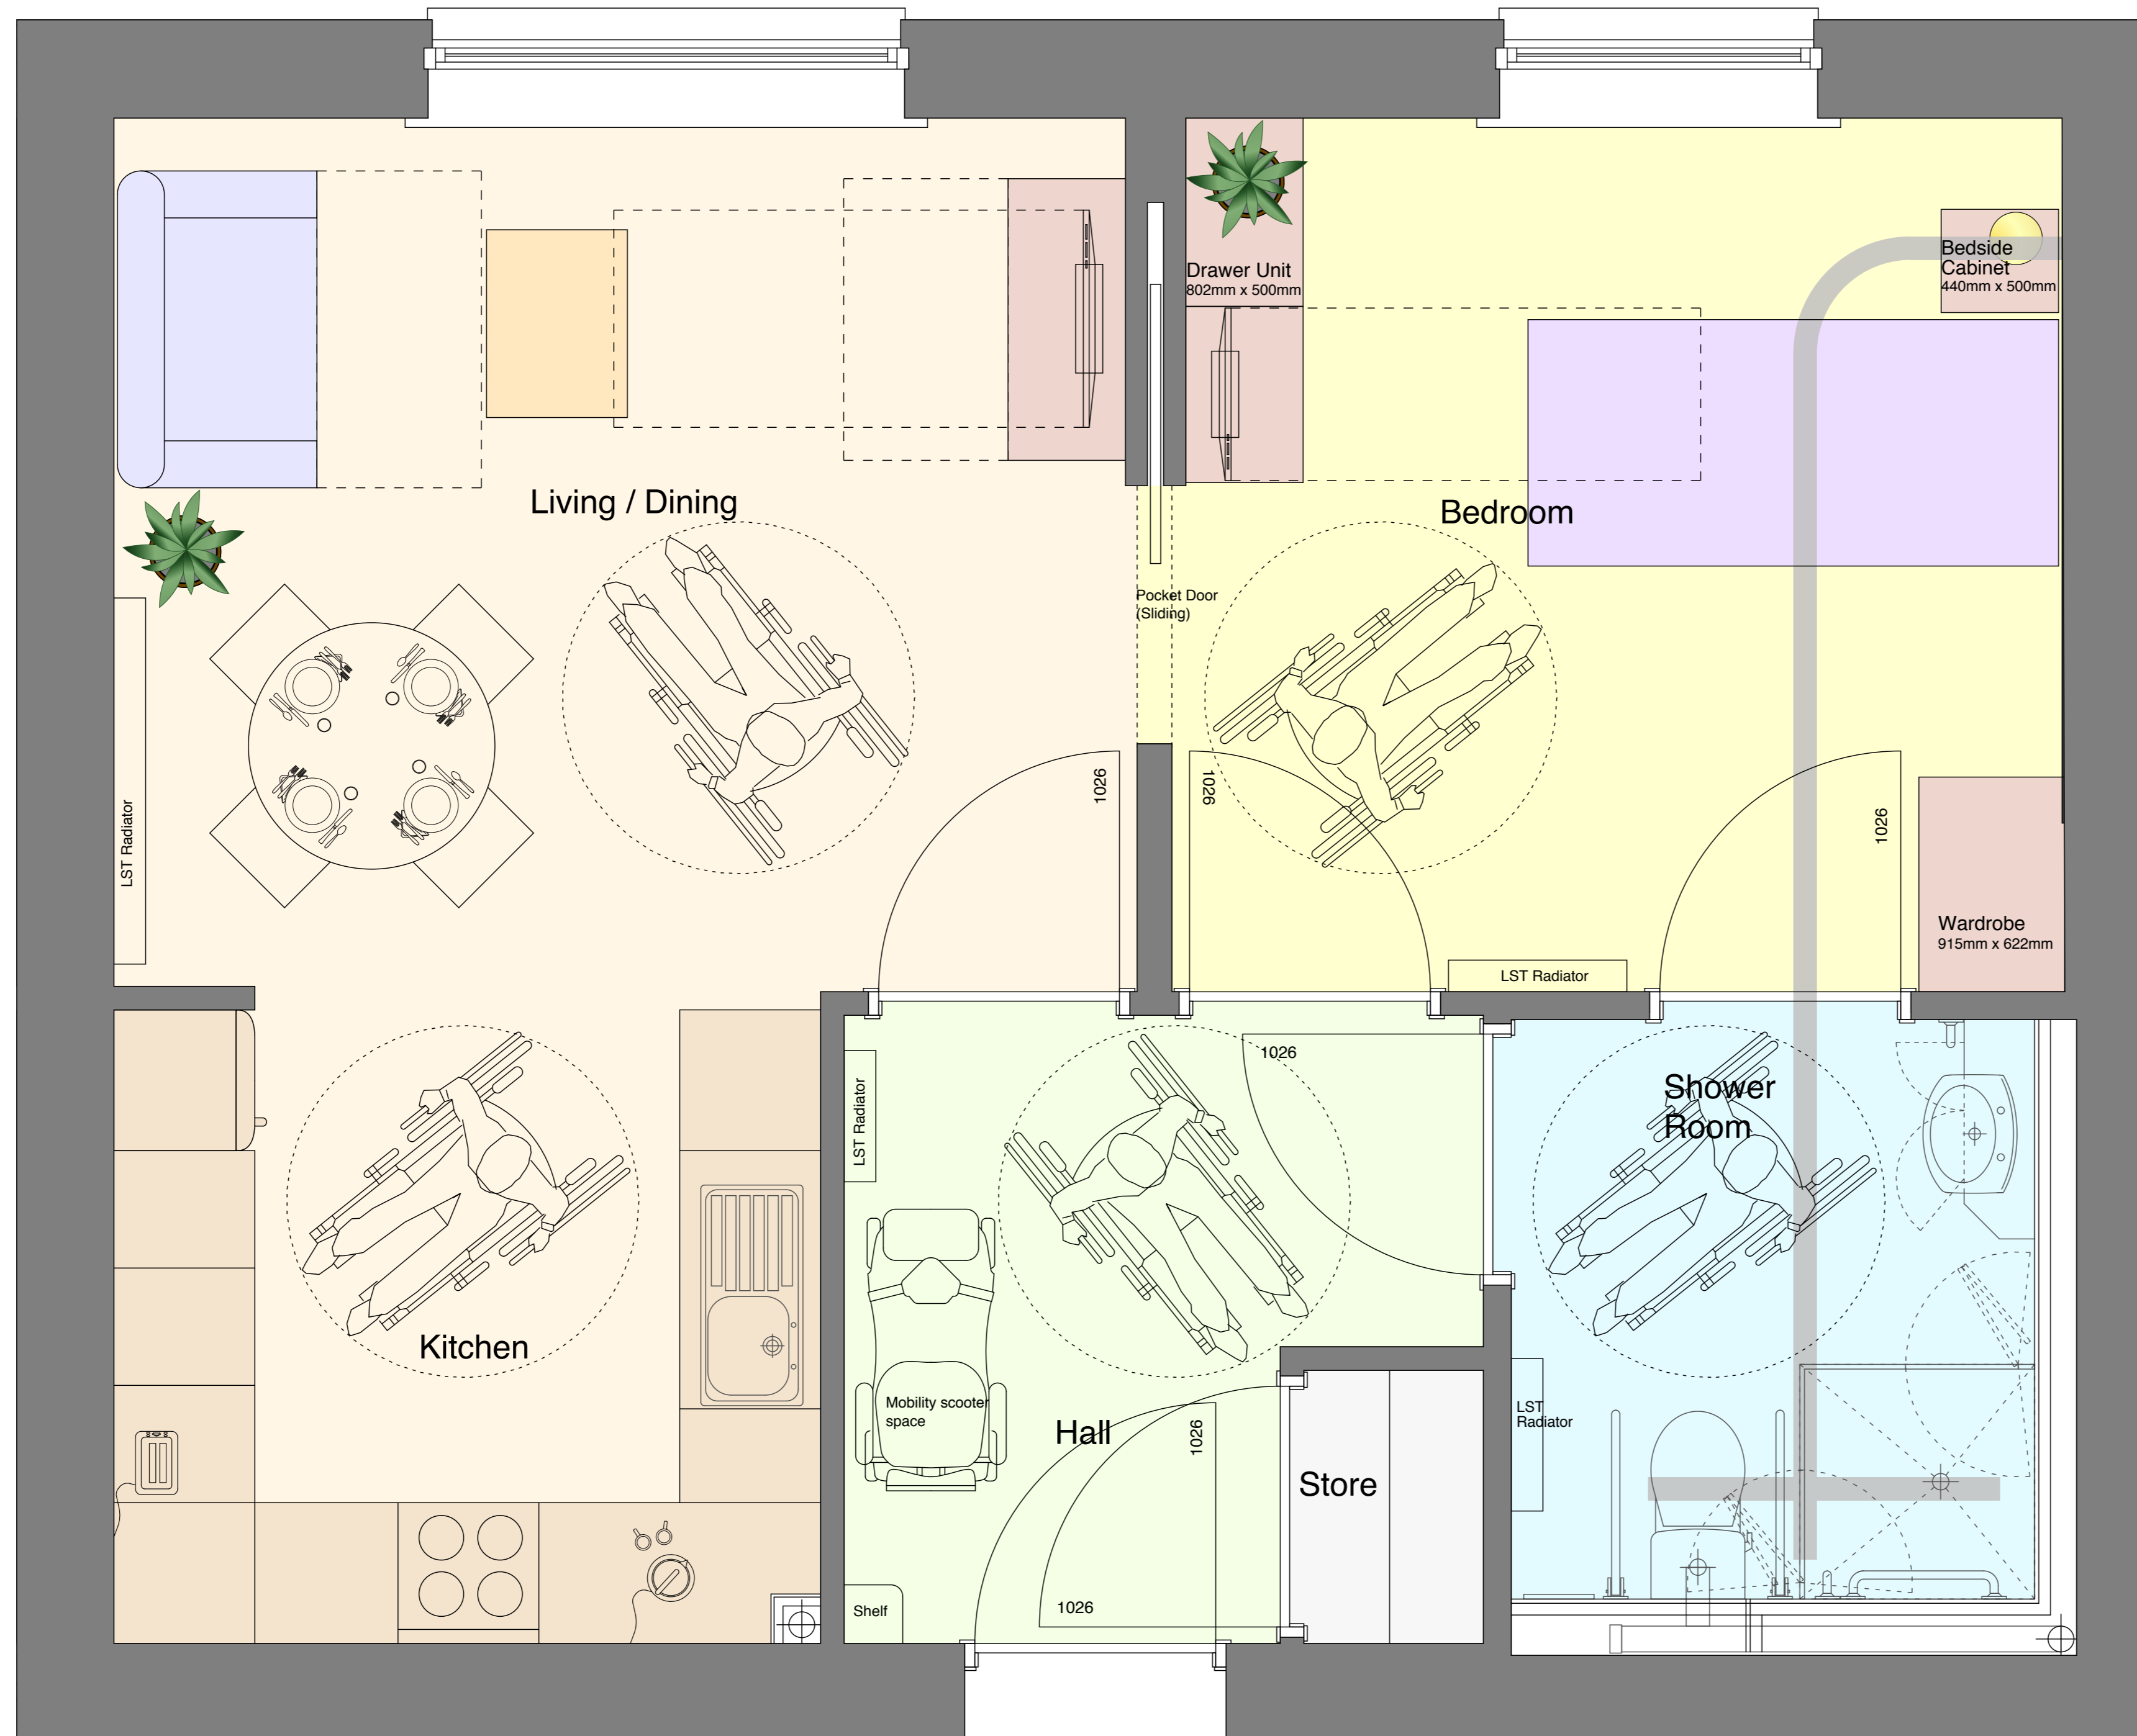 Bedside
Cabinet
440mm x 500mm
Drawer Unit
802mm x 500mm
Living / Dining
Bedroom
Pocket Door
(Sliding)
1026
1026
1026
LST Radiator
Wardrobe
915mm x 622mm
LST Radiator
1026
LST Radiator
Shower
Room
Kitchen
Mobility scooter
space
Hall
1026
LST
Radiator
Store
Shelf
1026